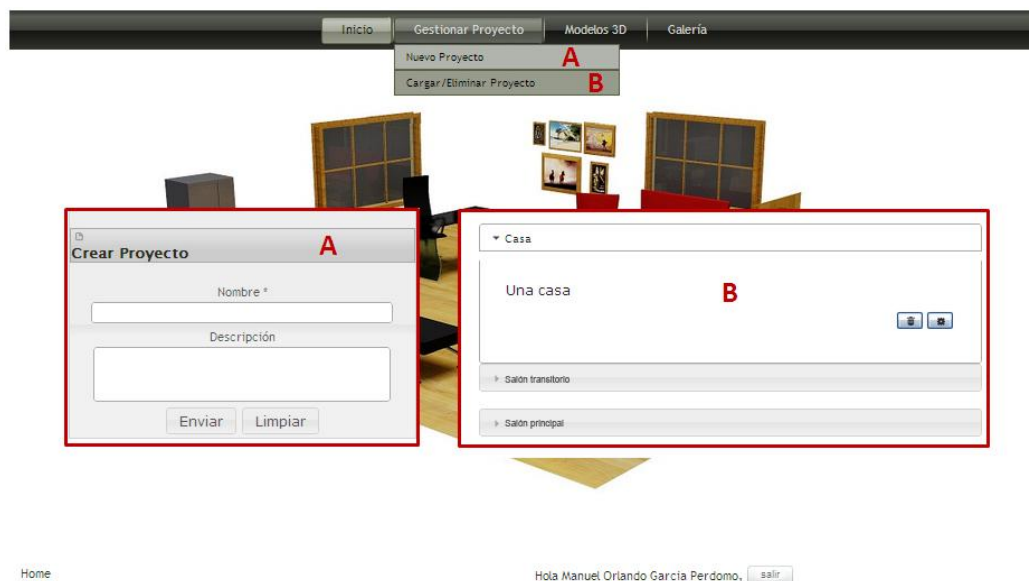 Inicio Gestionar Proyecto Modelos 3D Galería
Nuevo Proyecto A
Cargar/Eliminar Proyecto B
Crear Proyecto A
Nombre *
Descripción
Enviar Limpiar
Casa
Una casa B
Salón transitorio
Salón principal
Home Hola Manuel Orlando García Perdomo, salir